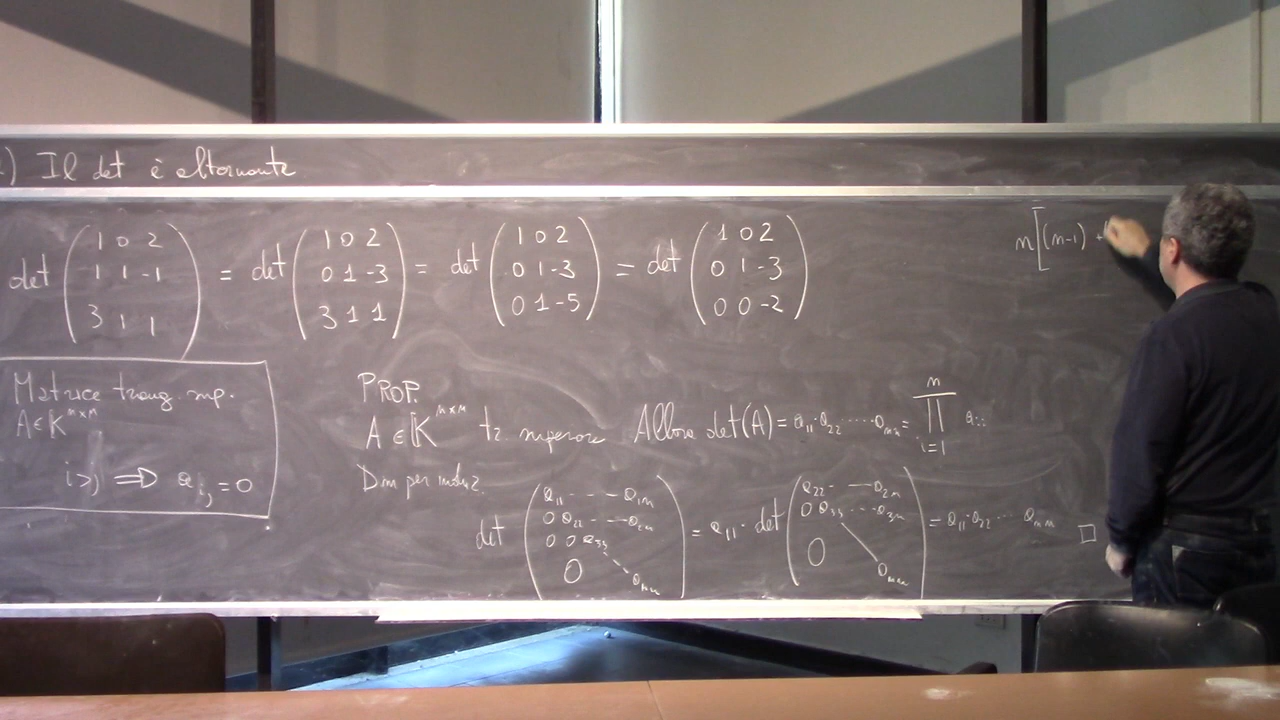 ) Il det è alternante
det ( 1 0 2 / 1 1 -1 / 3 1 1 ) = det ( 1 0 2 / 0 1 -3 / 3 1 1 ) = det ( 1 0 2 / 0 1 -3 / 0 1 -5 ) = det ( 1 0 2 / 0 1 -3 / 0 0 -2 )
n[(n-1) +
Matrice triang. sup.
A ∈ K^{n×n}
i>j ⟹ a_{ij} = 0
PROP.
A ∈ K^{n×n} tr. superiore Allora det(A) = a_{11}·a_{22}·····a_{nn} = ∏_{i=1}^{n} a_{ii}
Dim per induz.
det ( a_{11} - - - a_{1n} / 0 a_{22} - - - a_{2n} / 0 0 a_{33} / 0 a_{nn} ) = a_{11} · det ( a_{22} - - - a_{2n} / 0 a_{33} - - - a_{3n} / 0 a_{nn} ) = a_{11}·a_{22} ··· a_{nn} □